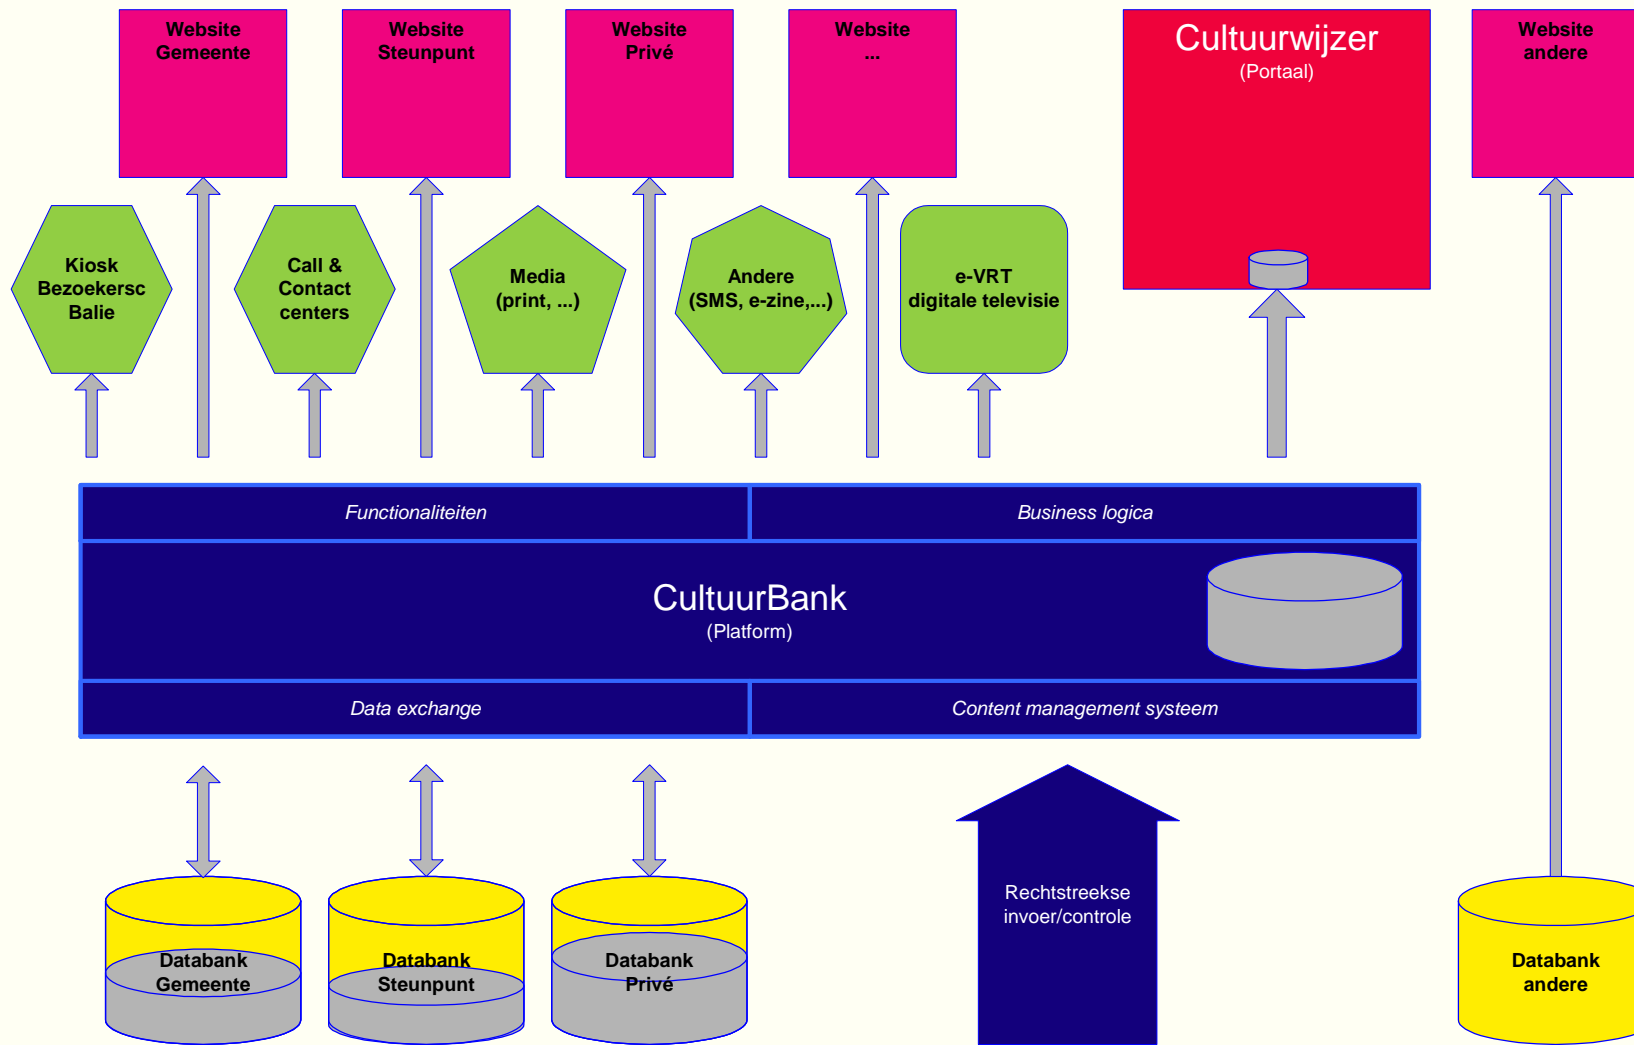 Website
Gemeente
Website
Steunpunt
Website
Privé
Website
...
Cultuurwijzer
(Portaal)
Website
andere
Kiosk
Bezoekersc
Balie
Call &
Contact
centers
Media
(print, ...)
Andere
(SMS, e-zine,...)
e-VRT
digitale televisie
Functionaliteiten
Business logica
CultuurBank
(Platform)
Data exchange
Content management systeem
Rechtstreekse
invoer/controle
Databank
Gemeente
Databank
Steunpunt
Databank
Privé
Databank
andere